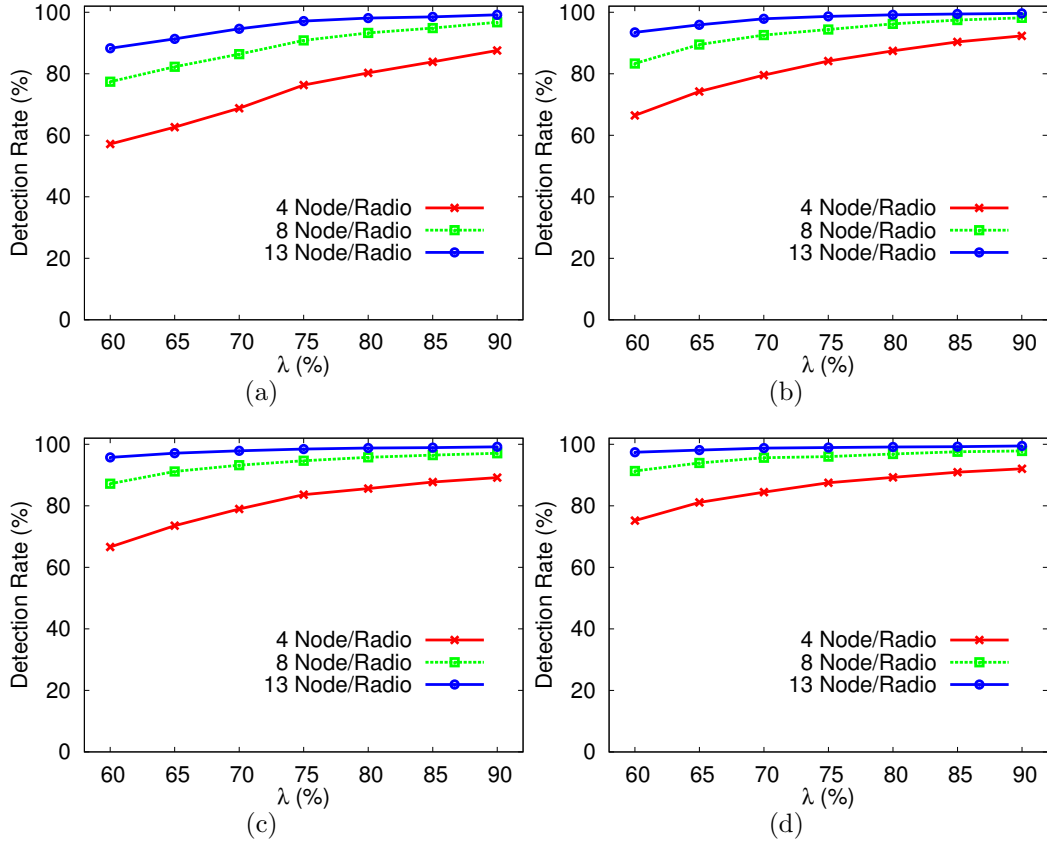 100
80
60
40
20
0
Detection Rate (%)
4 Node/Radio
8 Node/Radio
13 Node/Radio
60 65 70 75 80 85 90
λ (%)
(a)
100
80
60
40
20
0
Detection Rate (%)
4 Node/Radio
8 Node/Radio
13 Node/Radio
60 65 70 75 80 85 90
λ (%)
(b)
100
80
60
40
20
0
Detection Rate (%)
4 Node/Radio
8 Node/Radio
13 Node/Radio
60 65 70 75 80 85 90
λ (%)
(c)
100
80
60
40
20
0
Detection Rate (%)
4 Node/Radio
8 Node/Radio
13 Node/Radio
60 65 70 75 80 85 90
λ (%)
(d)